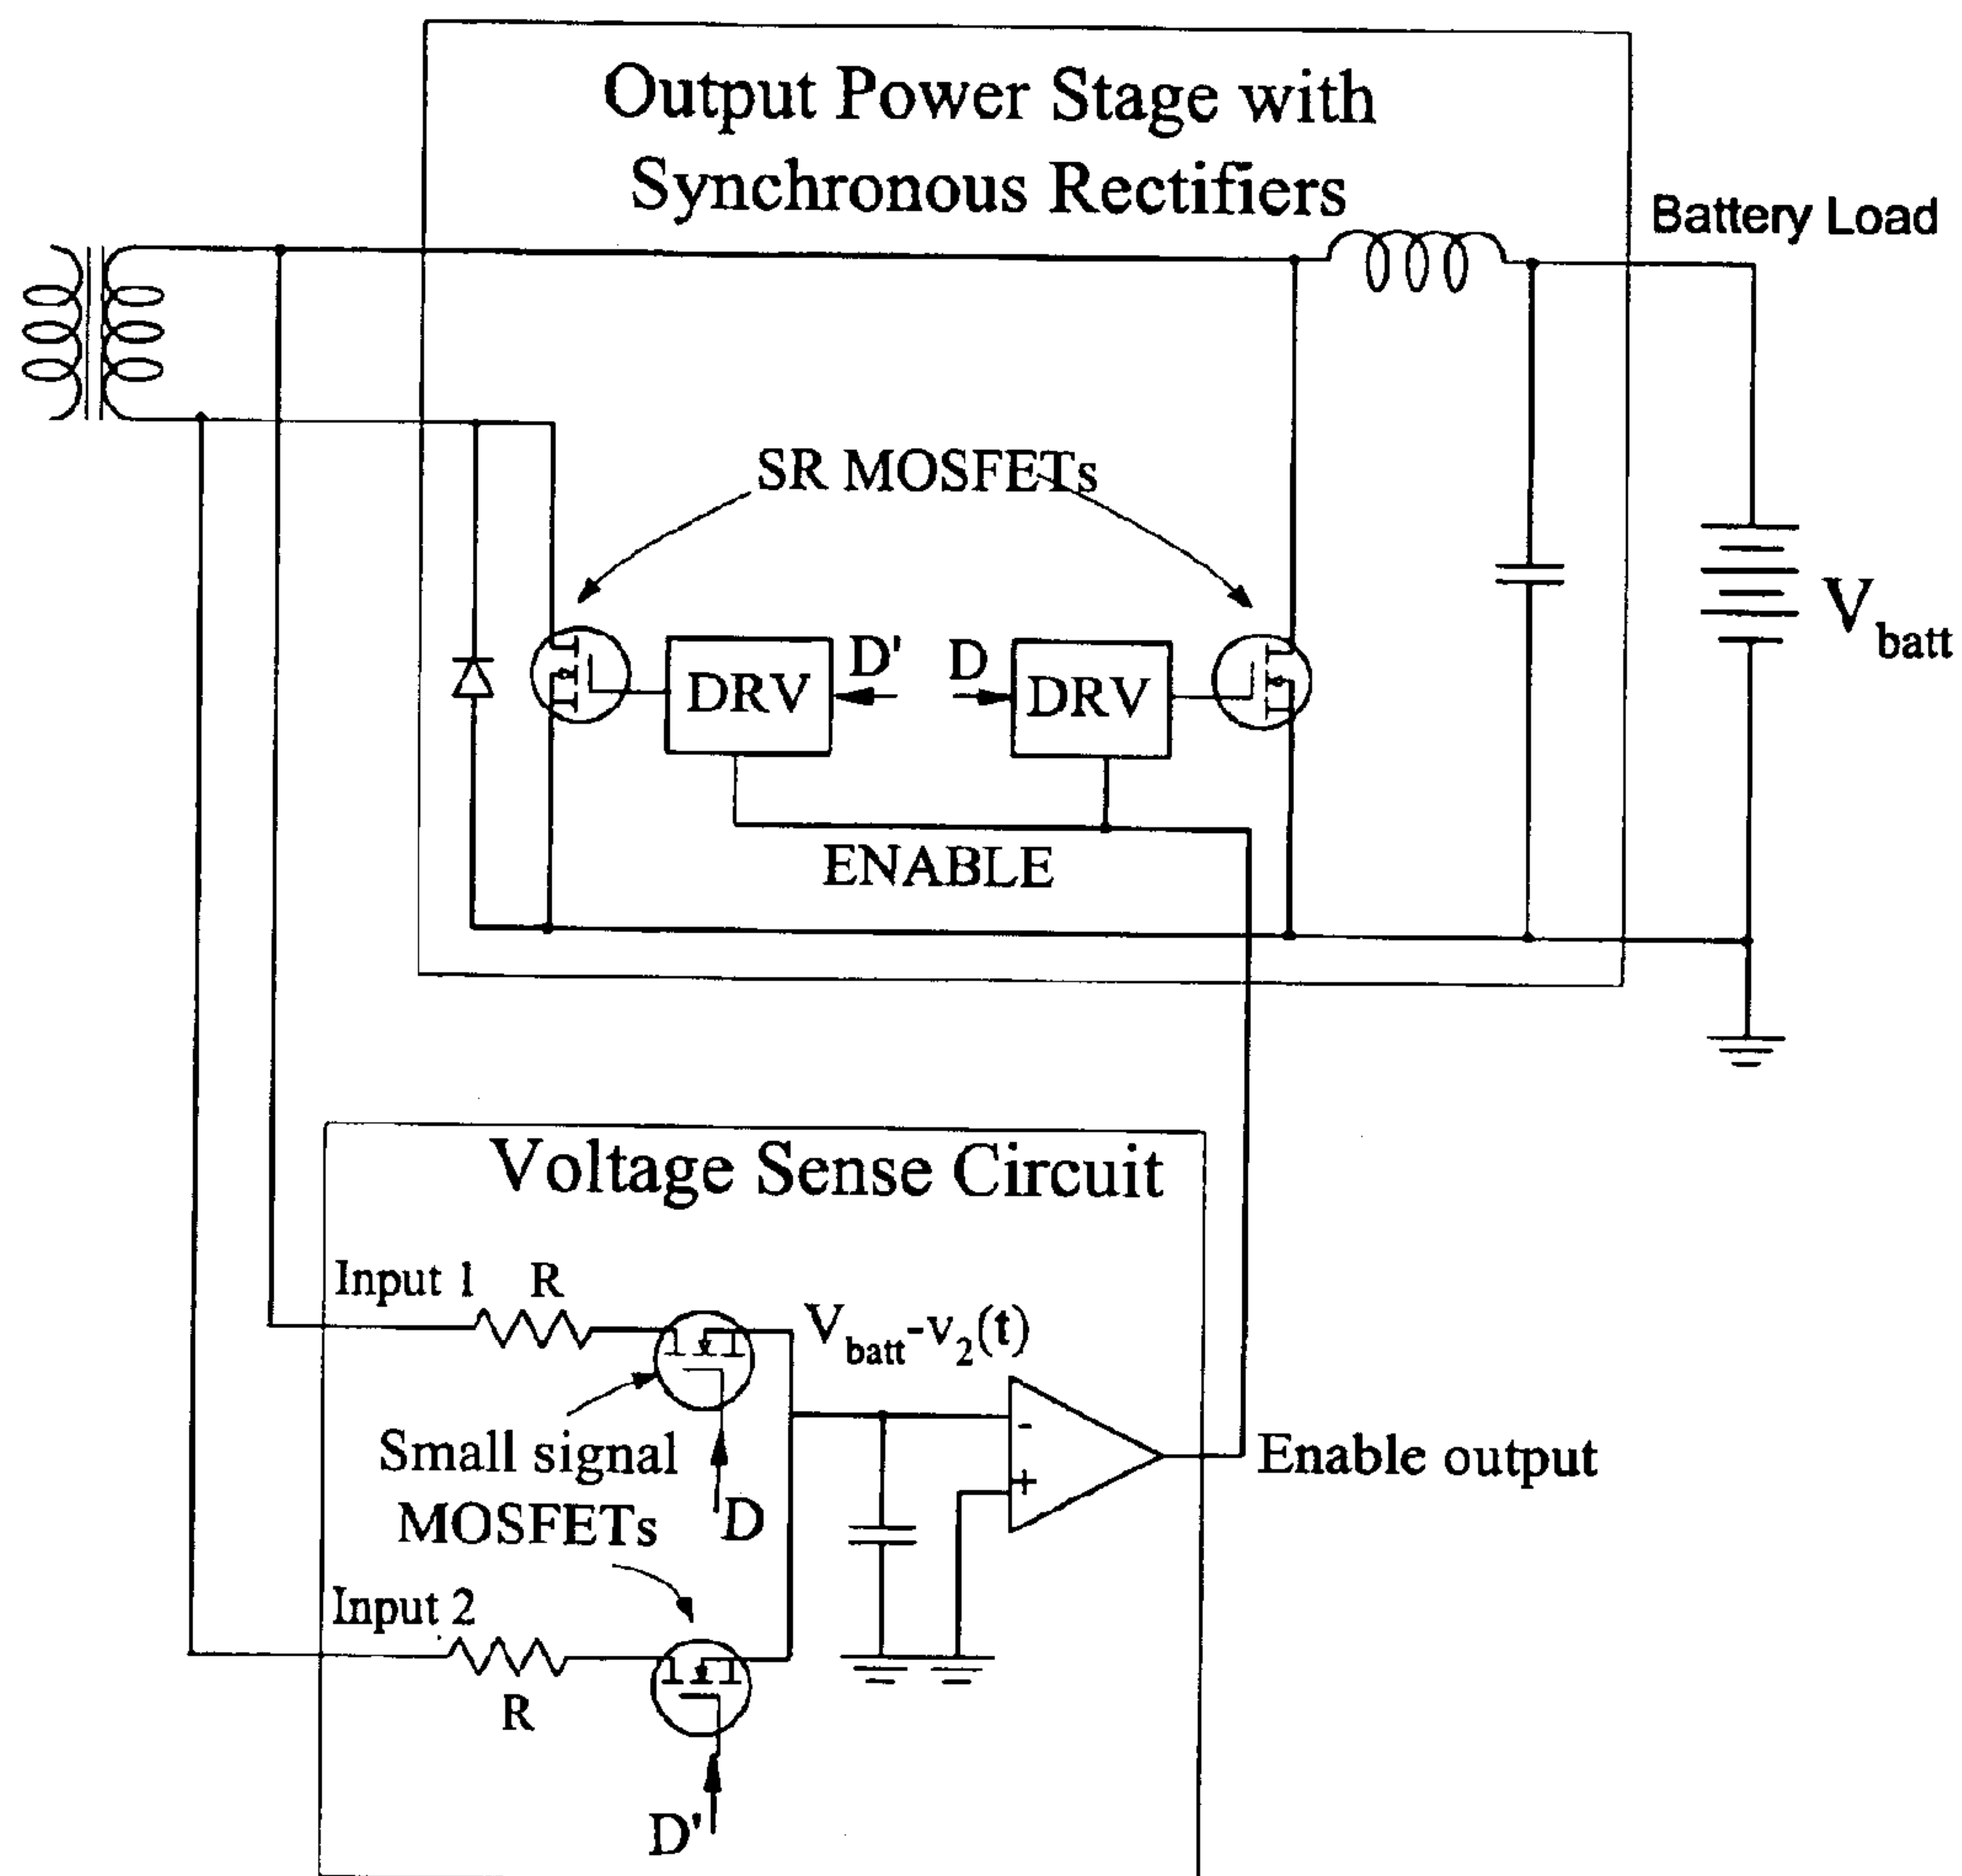 Output Power Stage with
Synchronous Rectifiers
Battery Load
SR MOSFETs
DRV
D'
D
DRV
V batt
ENABLE
Voltage Sense Circuit
Input 1
R
V batt - v 2 (t)
-
+
Small signal
MOSFETs
D
Enable output
Input 2
R
D'